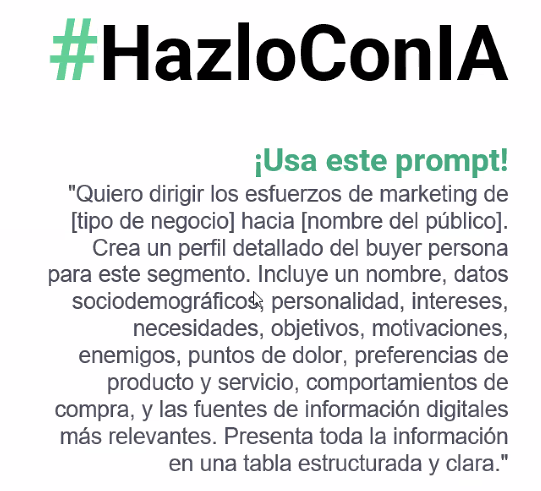 #HazloConIA
¡Usa este prompt!
"Quiero dirigir los esfuerzos de marketing de
[tipo de negocio] hacia [nombre del público].
Crea un perfil detallado del buyer persona
para este segmento. Incluye un nombre, datos
sociodemográficos, personalidad, intereses,
necesidades, objetivos, motivaciones,
enemigos, puntos de dolor, preferencias de
producto y servicio, comportamientos de
compra, y las fuentes de información digitales
más relevantes. Presenta toda la información
en una tabla estructurada y clara."